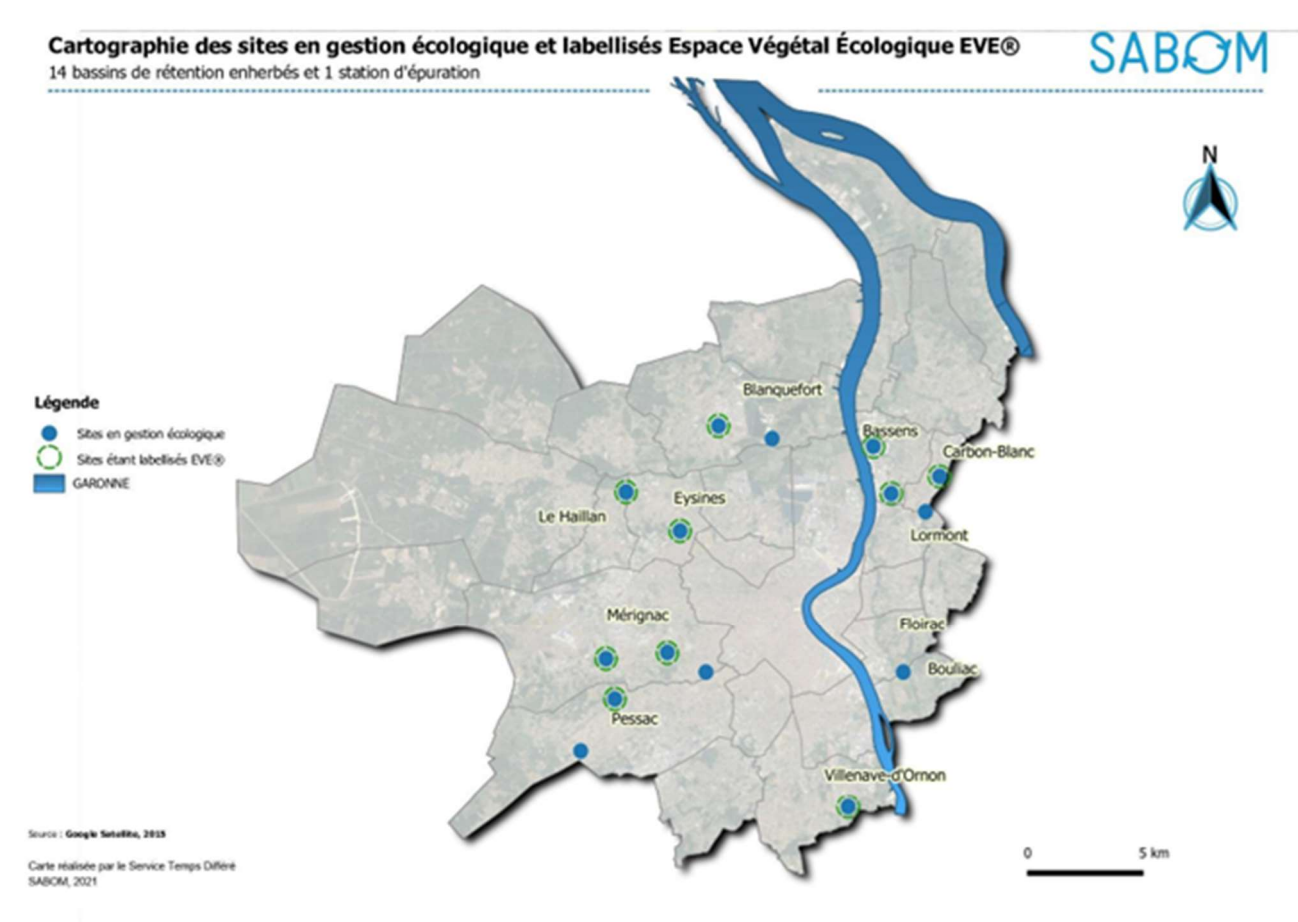 Cartographie des sites en gestion écologique et labellisés Espace Végétal Écologique EVE®
SABOM
14 bassins de rétention enherbés et 1 station d'épuration
N
Blanquefort
Légende
Sites en gestion écologique
Sites étant labellisés EVE®
GARONNE
Bassens
Carbon-Blanc
Eysines
Le Haillan
Lormont
Mérignac
Floirac
Bouliac
Pessac
Villenave-d'Ornon
Source : Google Satellite, 2015
Carte réalisée par le Service Temps Différé
SABOM, 2021
0 5 km